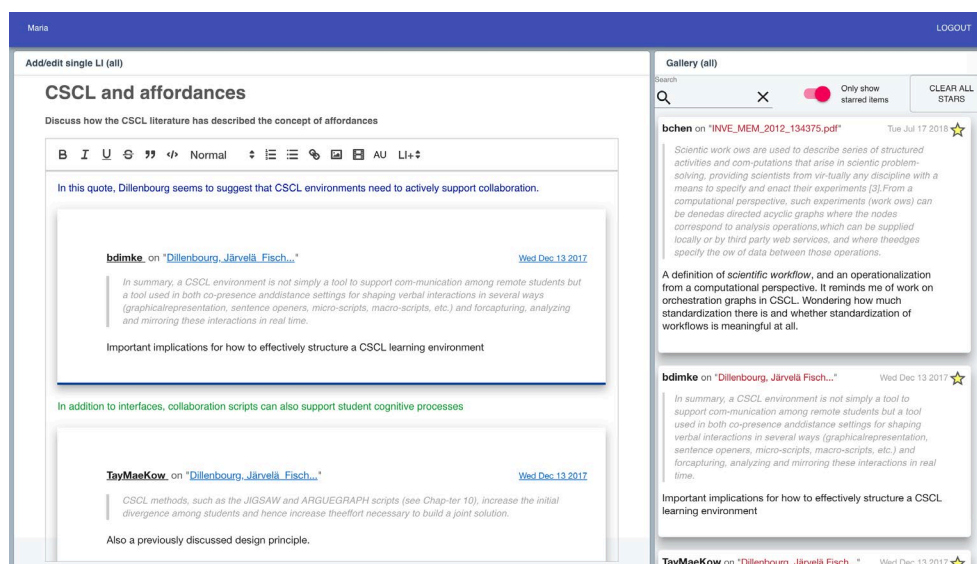 Maria
LOGOUT
Add/edit single LI (all)
CSCL and affordances
Discuss how the CSCL literature has described the concept of affordances
B I U S ❞ </> Normal AU LI+
In this quote, Dillenbourg seems to suggest that CSCL environments need to actively support collaboration.
bdimke on "Dillenbourg, Järvelä Fisch..." Wed Dec 13 2017
In summary, a CSCL environment is not simply a tool to support com-munication among remote students but
a tool used in both co-presence anddistance settings for shaping verbal interactions in several ways
(graphicalrepresentation, sentence openers, micro-scripts, macro-scripts, etc.) and forcapturing, analyzing
and mirroring these interactions in real time.
Important implications for how to effectively structure a CSCL learning environment
In addition to interfaces, collaboration scripts can also support student cognitive processes
TayMaeKow on "Dillenbourg, Järvelä Fisch..." Wed Dec 13 2017
CSCL methods, such as the JIGSAW and ARGUEGRAPH scripts (see Chap-ter 10), increase the initial
divergence among students and hence increase theeffort necessary to build a joint solution.
Also a previously discussed design principle.
Gallery (all)
Search
Only show
starred items
CLEAR ALL
STARS
bchen on "INVE_MEM_2012_134375.pdf" Tue Jul 17 2018
Scientic work ows are used to describe series of structured
activities and com-putations that arise in scientic problem-
solving, providing scientists from vir-tually any discipline with a
means to specify and enact their experiments [3].From a
computational perspective, such experiments (work ows) can
be denedas directed acyclic graphs where the nodes
correspond to analysis operations,which can be supplied
locally or by third party web services, and where theedges
specify the ow of data between those operations.
A definition of scientific workflow, and an operationalization
from a computational perspective. It reminds me of work on
orchestration graphs in CSCL. Wondering how much
standardization there is and whether standardization of
workflows is meaningful at all.
bdimke on "Dillenbourg, Järvelä Fisch..." Wed Dec 13 2017
In summary, a CSCL environment is not simply a tool to
support com-munication among remote students but a tool
used in both co-presence anddistance settings for shaping
verbal interactions in several ways (graphicalrepresentation,
sentence openers, micro-scripts, macro-scripts, etc.) and
forcapturing, analyzing and mirroring these interactions in real
time.
Important implications for how to effectively structure a CSCL
learning environment
TayMaeKow on "Dillenbourg, Järvelä Fisch..." Wed Dec 13 2017